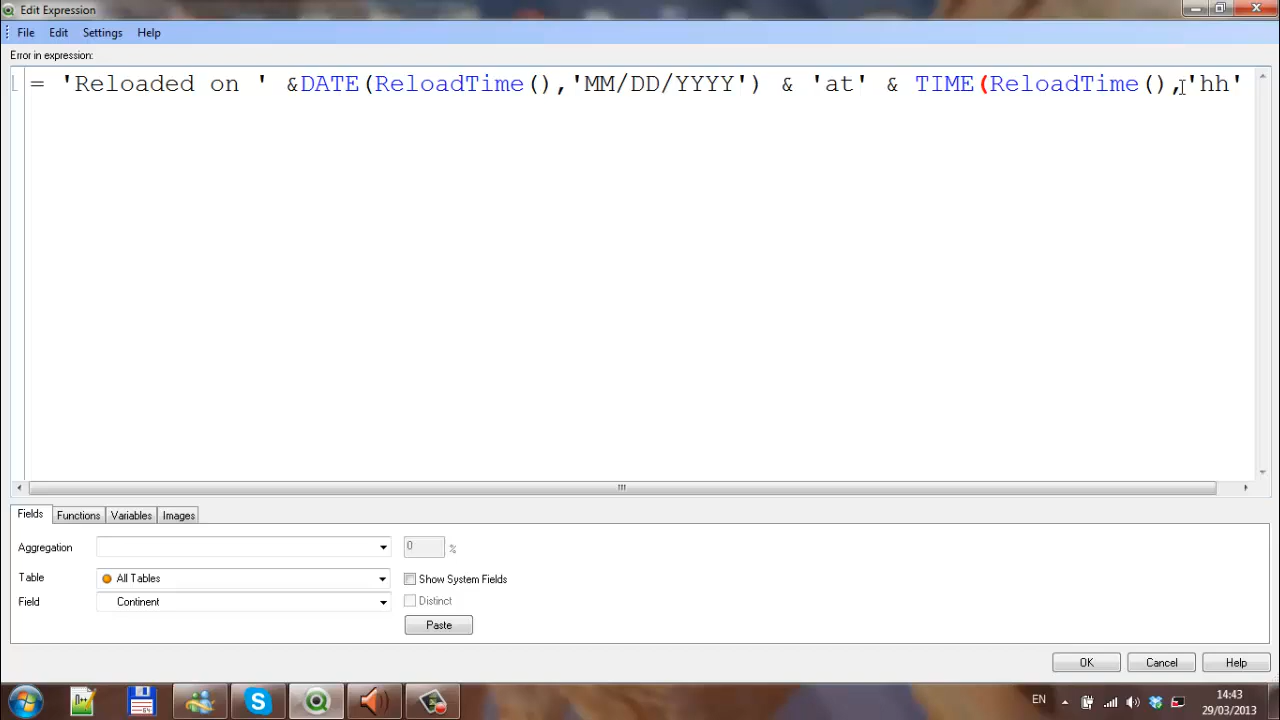 Edit Expression
File Edit Settings Help
Error in expression:
= 'Reloaded on ' &DATE(ReloadTime(),'MM/DD/YYYY') & 'at' & TIME(ReloadTime(),'hh'
Fields Functions Variables Images
Aggregation 0 %
Table All Tables Show System Fields
Field Continent Distinct
Paste
OK Cancel Help
EN 14:43
29/03/2013